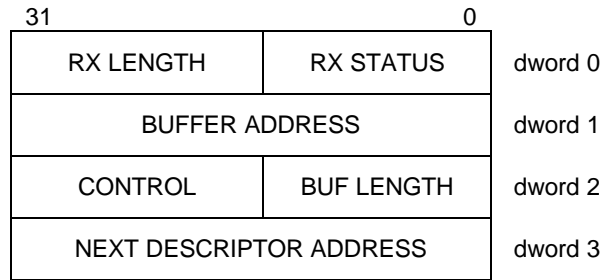 31 0
RX LENGTH RX STATUS dword 0
BUFFER ADDRESS dword 1
CONTROL BUF LENGTH dword 2
NEXT DESCRIPTOR ADDRESS dword 3